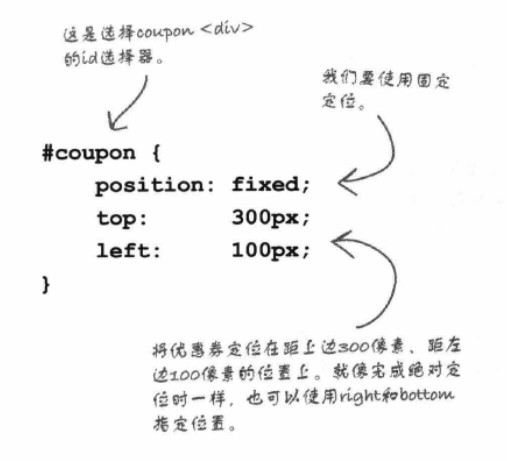 这是选择coupon <div>
的id选择器。
我们要使用固定
定位。
#coupon {
position: fixed;
top: 300px;
left: 100px;
}
将优惠券定位在距上边300像素、距左
边100像素的位置上。就像完成绝对定
位时一样，也可以使用right和bottom
指定位置。